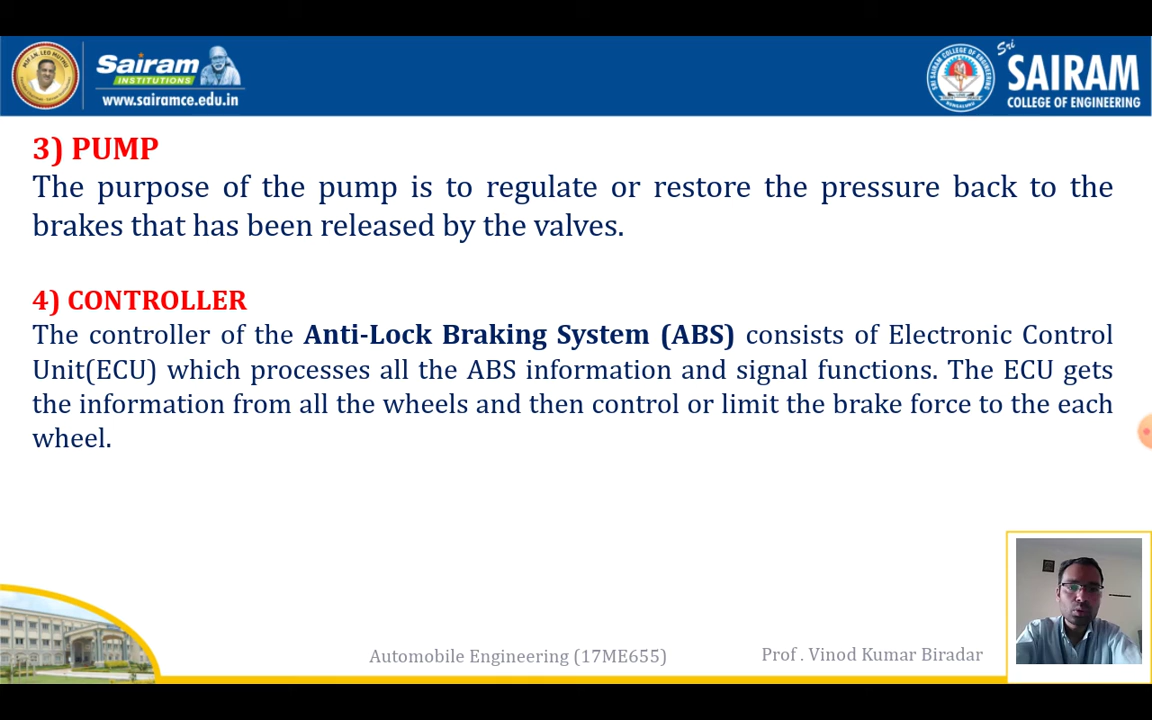 Sairam
INSTITUTIONS
www.sairamce.edu.in
Sri
SAIRAM
COLLEGE OF ENGINEERING
3) PUMP
The purpose of the pump is to regulate or restore the pressure back to the
brakes that has been released by the valves.
4) CONTROLLER
The controller of the Anti-Lock Braking System (ABS) consists of Electronic Control
Unit(ECU) which processes all the ABS information and signal functions. The ECU gets
the information from all the wheels and then control or limit the brake force to the each
wheel.
Automobile Engineering (17ME655)
Prof . Vinod Kumar Biradar